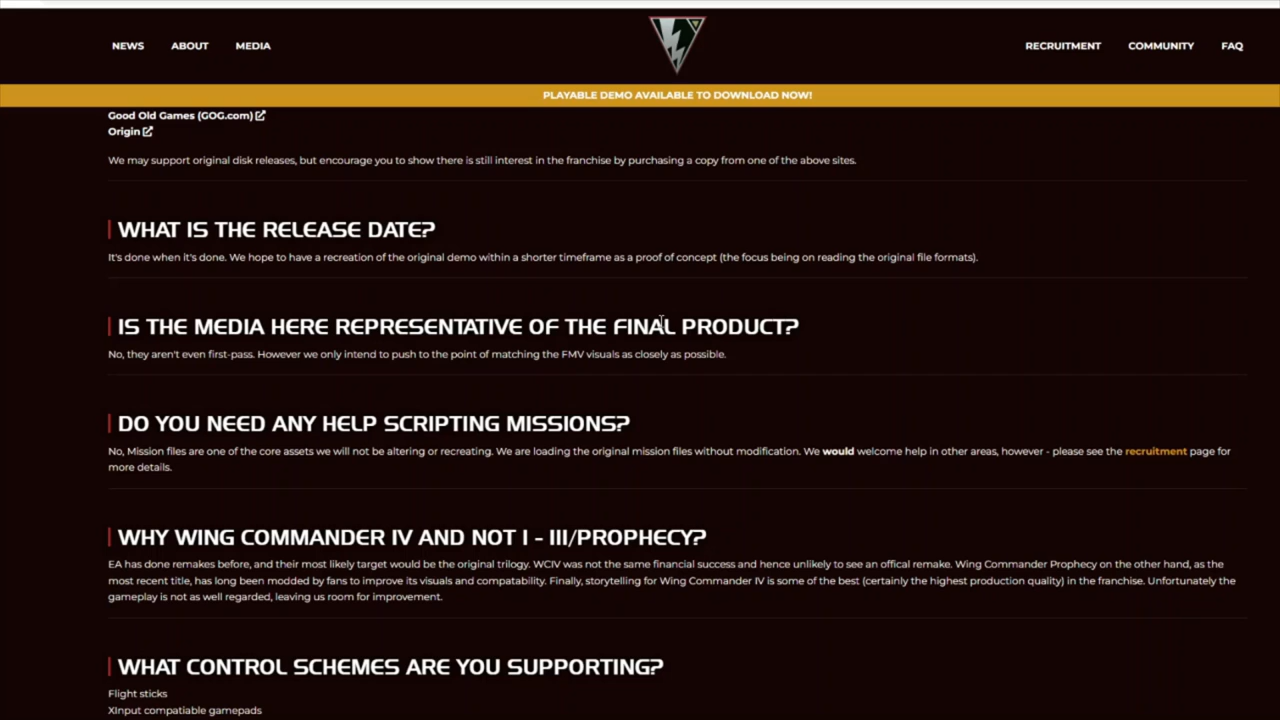 NEWS ABOUT MEDIA RECRUITMENT COMMUNITY FAQ
PLAYABLE DEMO AVAILABLE TO DOWNLOAD NOW!
Good Old Games (GOG.com)
Origin
We may support original disk releases, but encourage you to show there is still interest in the franchise by purchasing a copy from one of the above sites.
WHAT IS THE RELEASE DATE?
It's done when it's done. We hope to have a recreation of the original demo within a shorter timeframe as a proof of concept (the focus being on reading the original file formats).
IS THE MEDIA HERE REPRESENTATIVE OF THE FINAL PRODUCT?
No, they aren't even first-pass. However we only intend to push to the point of matching the FMV visuals as closely as possible.
DO YOU NEED ANY HELP SCRIPTING MISSIONS?
No, Mission files are one of the core assets we will not be altering or recreating. We are loading the original mission files without modification. We would welcome help in other areas, however - please see the recruitment page for
more details.
WHY WING COMMANDER IV AND NOT I - III/PROPHECY?
EA has done remakes before, and their most likely target would be the original trilogy. WCIV was not the same financial success and hence unlikely to see an offical remake. Wing Commander Prophecy on the other hand, as the
most recent title, has long been modded by fans to improve its visuals and compatability. Finally, storytelling for Wing Commander IV is some of the best (certainly the highest production quality) in the franchise. Unfortunately the
gameplay is not as well regarded, leaving us room for improvement.
WHAT CONTROL SCHEMES ARE YOU SUPPORTING?
Flight sticks
XInput compatiable gamepads